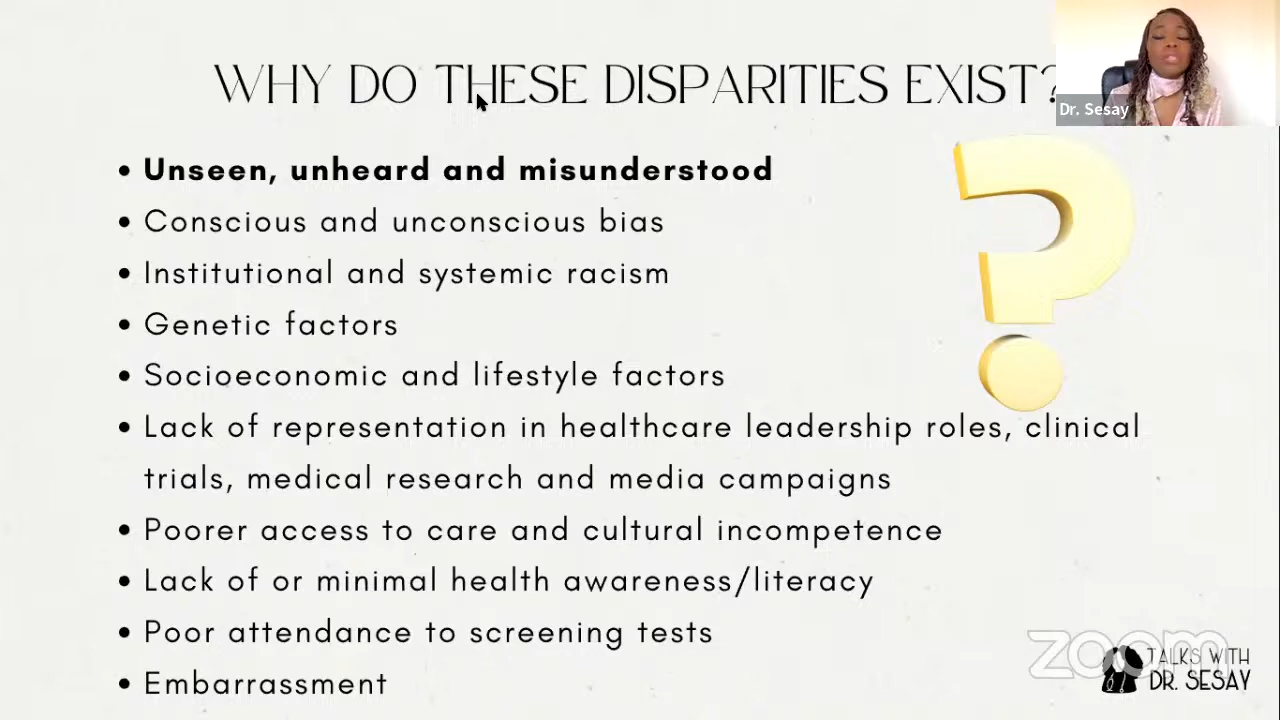 WHY DO THESE DISPARITIES EXIST?
Dr. Sesay
• Unseen, unheard and misunderstood
• Conscious and unconscious bias
• Institutional and systemic racism
• Genetic factors
• Socioeconomic and lifestyle factors
• Lack of representation in healthcare leadership roles, clinical
trials, medical research and media campaigns
• Poorer access to care and cultural incompetence
• Lack of or minimal health awareness/literacy
• Poor attendance to screening tests
• Embarrassment
?
zoom
TALKS WITH
DR. SESAY